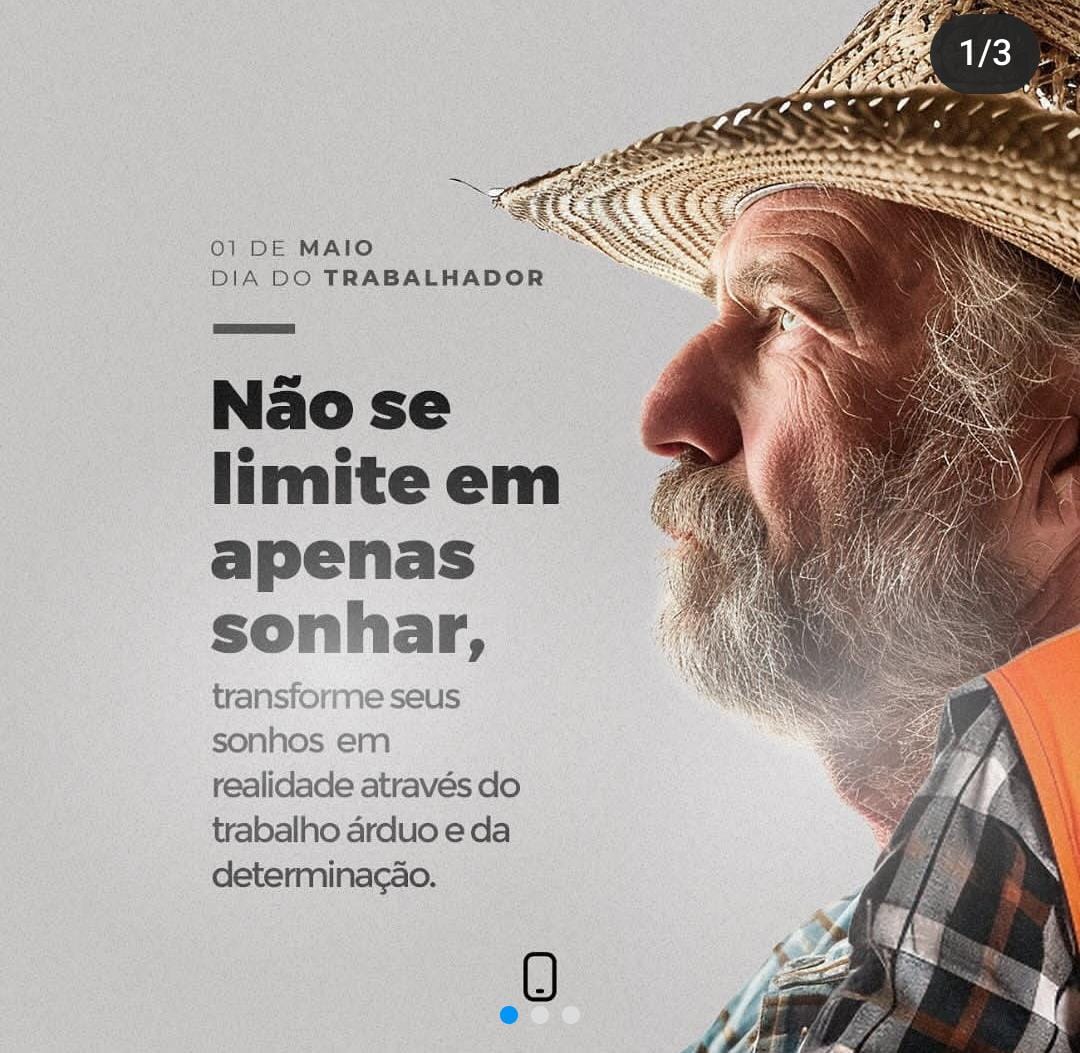 1/3
01 DE MAIO
DIA DO TRABALHADOR
Não se
limite em
apenas
sonhar,
transforme seus
sonhos em
realidade através do
trabalho árduo e da
determinação.